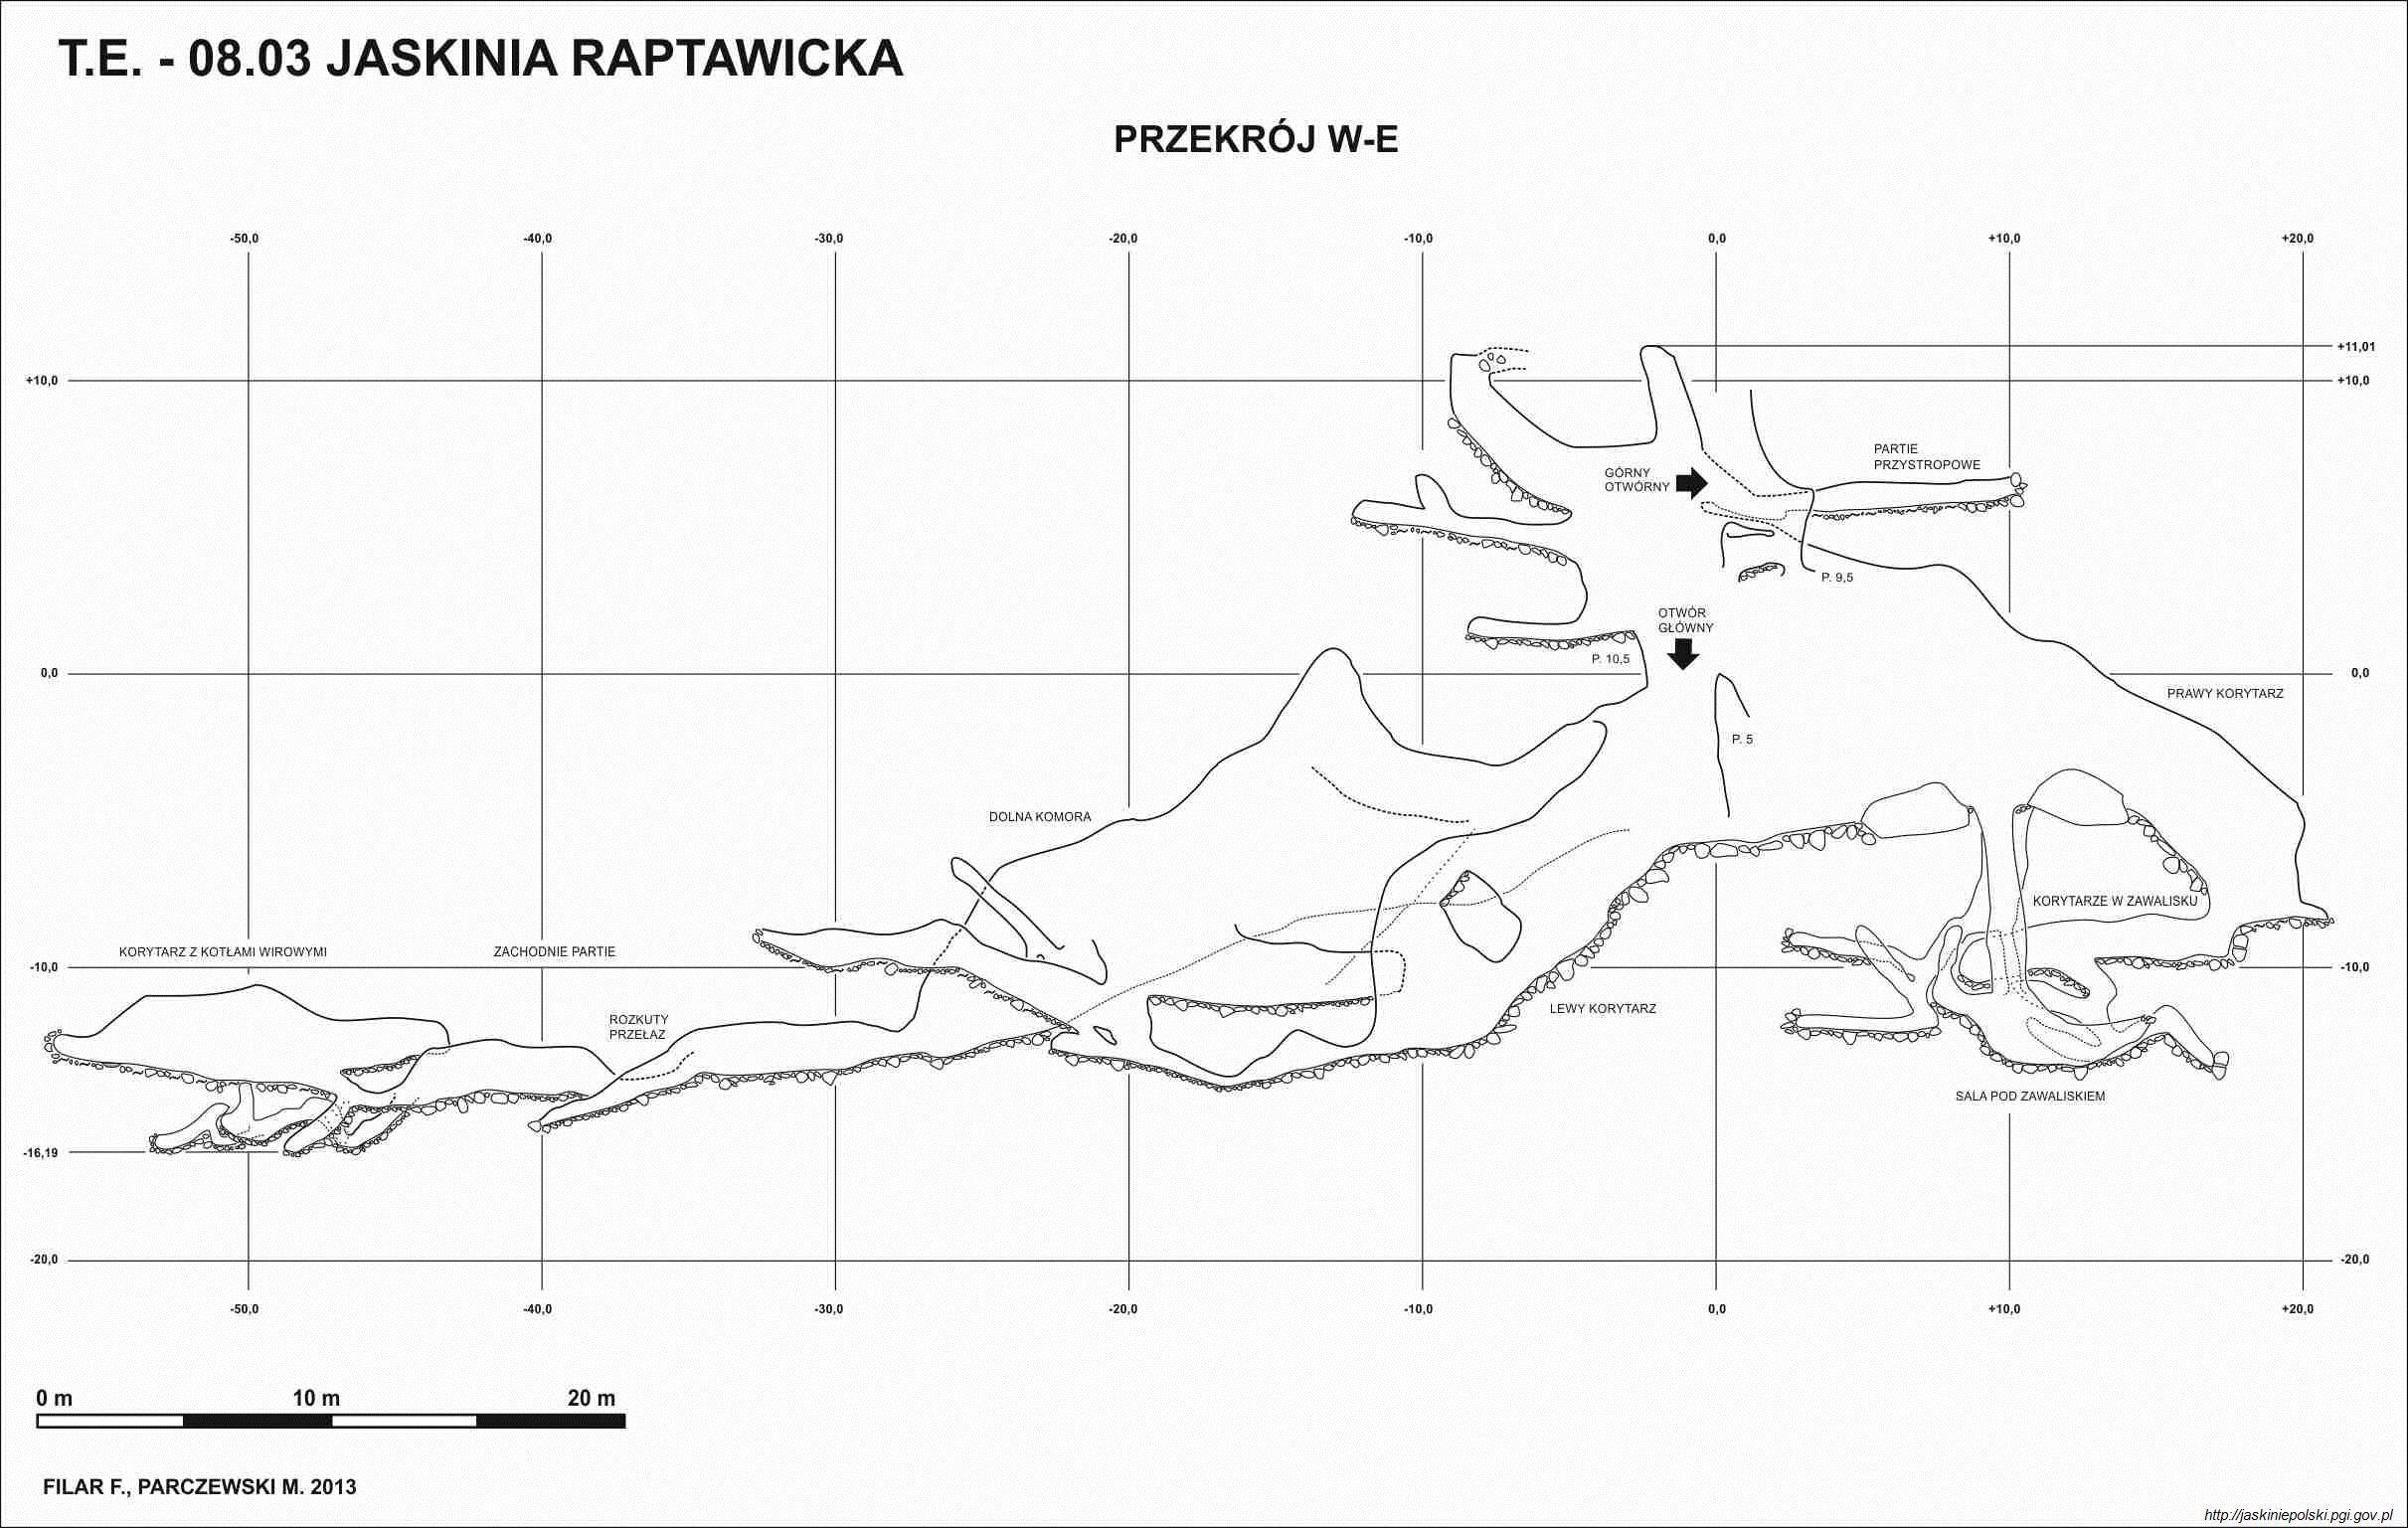 T.E. - 08.03 JASKINIA RAPTAWICKA
PRZEKRÓJ W-E
-50,0
-40,0
-30,0
-20,0
-10,0
0,0
+10,0
+20,0
+11,01
+10,0
+10,0
PARTIE
PRZYSTROPOWE
GÓRNY
OTWÓRNY
P. 9,5
OTWÓR
GŁÓWNY
P. 10,5
0,0
0,0
PRAWY KORYTARZ
P. 5
DOLNA KOMORA
KORYTARZE W ZAWALISKU
KORYTARZ Z KOTŁAMI WIROWYMI
ZACHODNIE PARTIE
-10,0
-10,0
LEWY KORYTARZ
ROZKUTY
PRZEŁAZ
SALA POD ZAWALISKIEM
-16,19
-20,0
-20,0
-50,0
-40,0
-30,0
-20,0
-10,0
0,0
+10,0
+20,0
0 m
10 m
20 m
FILAR F., PARCZEWSKI M. 2013
http://jaskiniepolski.pgi.gov.pl